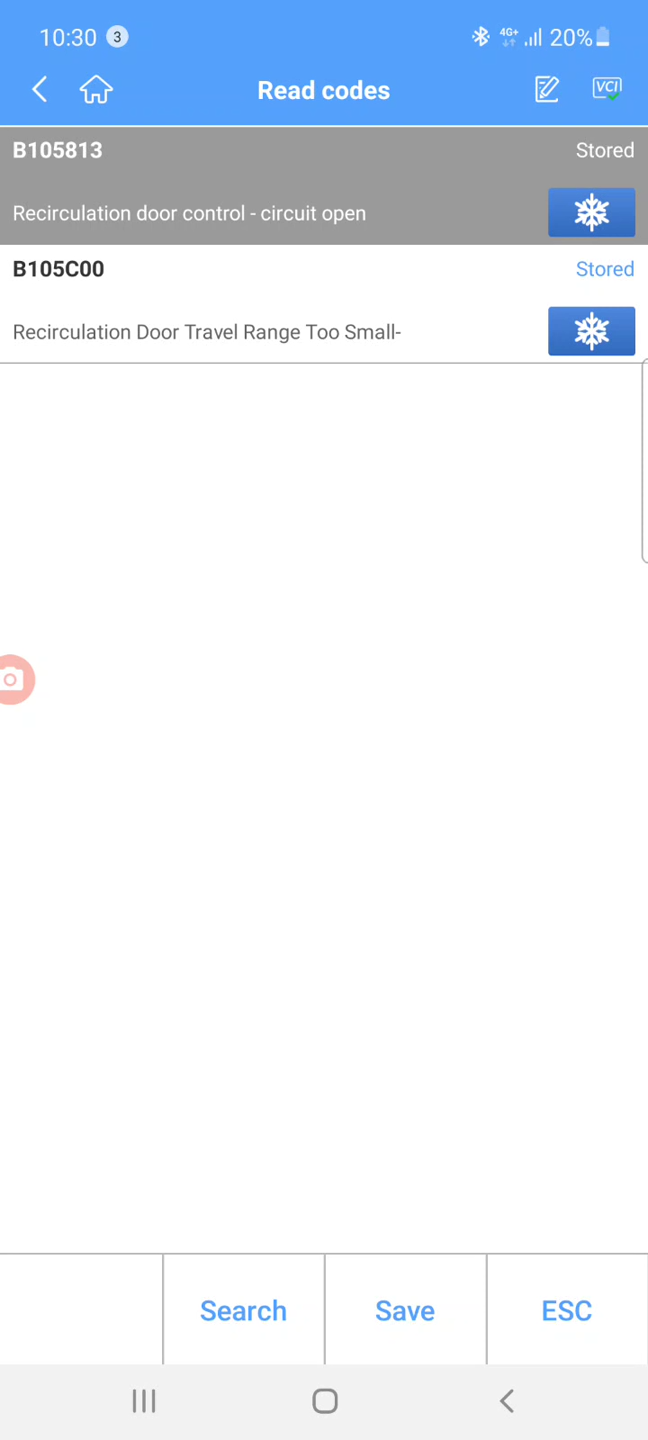 10:30 3 4G+ 20%
Read codes VCI
B105813 Stored
Recirculation door control - circuit open
B105C00 Stored
Recirculation Door Travel Range Too Small-
Search Save ESC